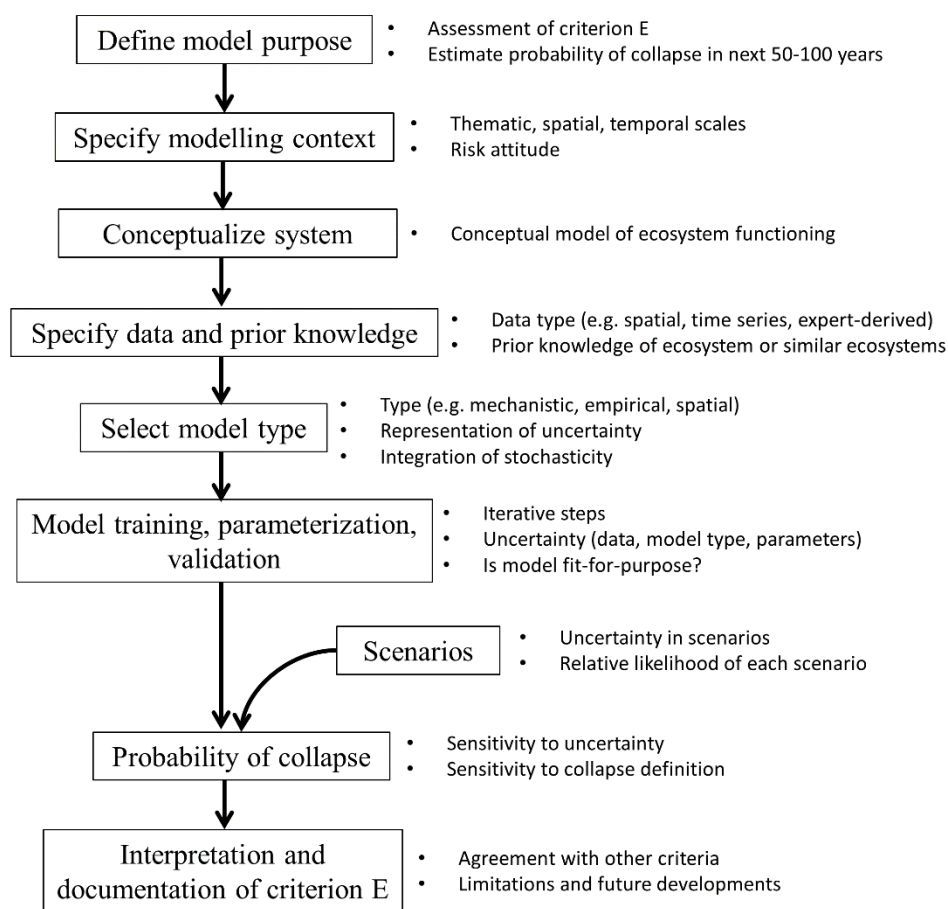 Define model purpose
• Assessment of criterion E
• Estimate probability of collapse in next 50-100 years
Specify modelling context
• Thematic, spatial, temporal scales
• Risk attitude
Conceptualize system
• Conceptual model of ecosystem functioning
Specify data and prior knowledge
• Data type (e.g. spatial, time series, expert-derived)
• Prior knowledge of ecosystem or similar ecosystems
Select model type
• Type (e.g. mechanistic, empirical, spatial)
• Representation of uncertainty
• Integration of stochasticity
Model training, parameterization,
validation
• Iterative steps
• Uncertainty (data, model type, parameters)
• Is model fit-for-purpose?
Scenarios
• Uncertainty in scenarios
• Relative likelihood of each scenario
Probability of collapse
• Sensitivity to uncertainty
• Sensitivity to collapse definition
Interpretation and
documentation of criterion E
• Agreement with other criteria
• Limitations and future developments